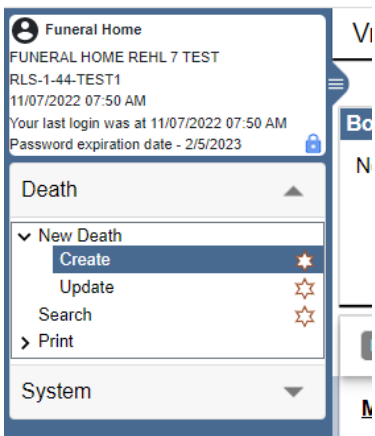 Funeral Home
FUNERAL HOME REHL 7 TEST
RLS-1-44-TEST1
11/07/2022 07:50 AM
Your last login was at 11/07/2022 07:50 AM
Password expiration date - 2/5/2023
Death
New Death
Create
Update
Search
Print
System